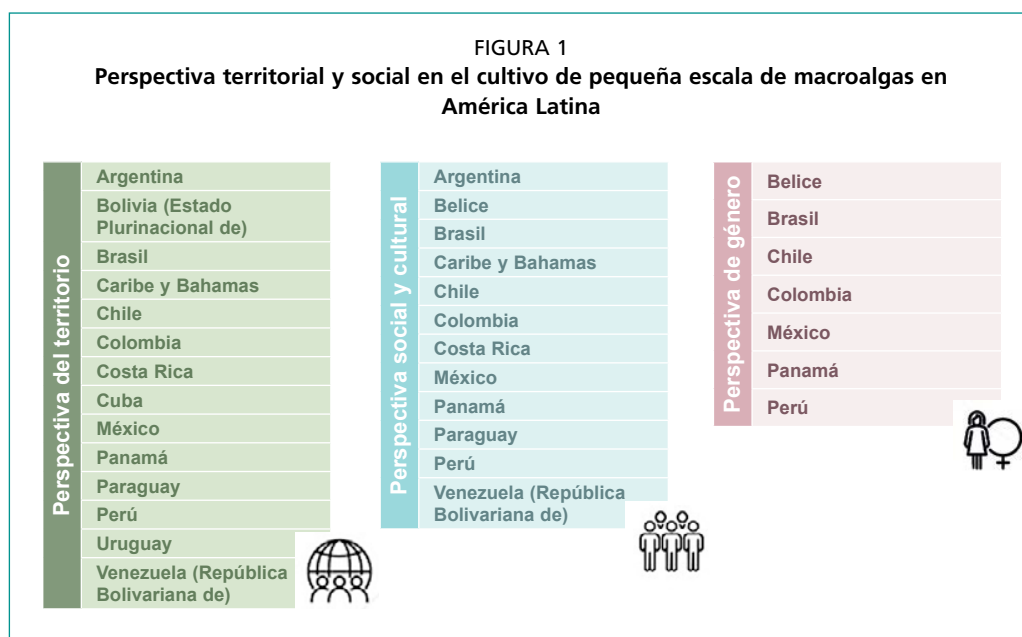 FIGURA 1
Perspectiva territorial y social en el cultivo de pequeña escala de macroalgas en
América Latina
Perspectiva del territorio
Argentina
Bolivia (Estado
Plurinacional de)
Brasil
Caribe y Bahamas
Chile
Colombia
Costa Rica
Cuba
México
Panamá
Paraguay
Perú
Uruguay
Venezuela (República
Bolivariana de)
Perspectiva social y cultural
Argentina
Belice
Brasil
Caribe y Bahamas
Chile
Colombia
Costa Rica
México
Panamá
Paraguay
Perú
Venezuela (República
Bolivariana de)
Perspectiva de género
Belice
Brasil
Chile
Colombia
México
Panamá
Perú